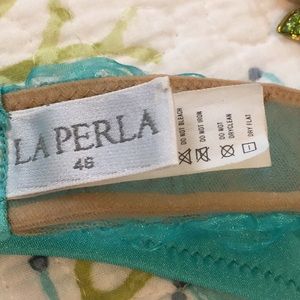 LA PERLA
46
DO NOT BLEACH
DO NOT IRON
DO NOT DRYCLEAN
DRY FLAT